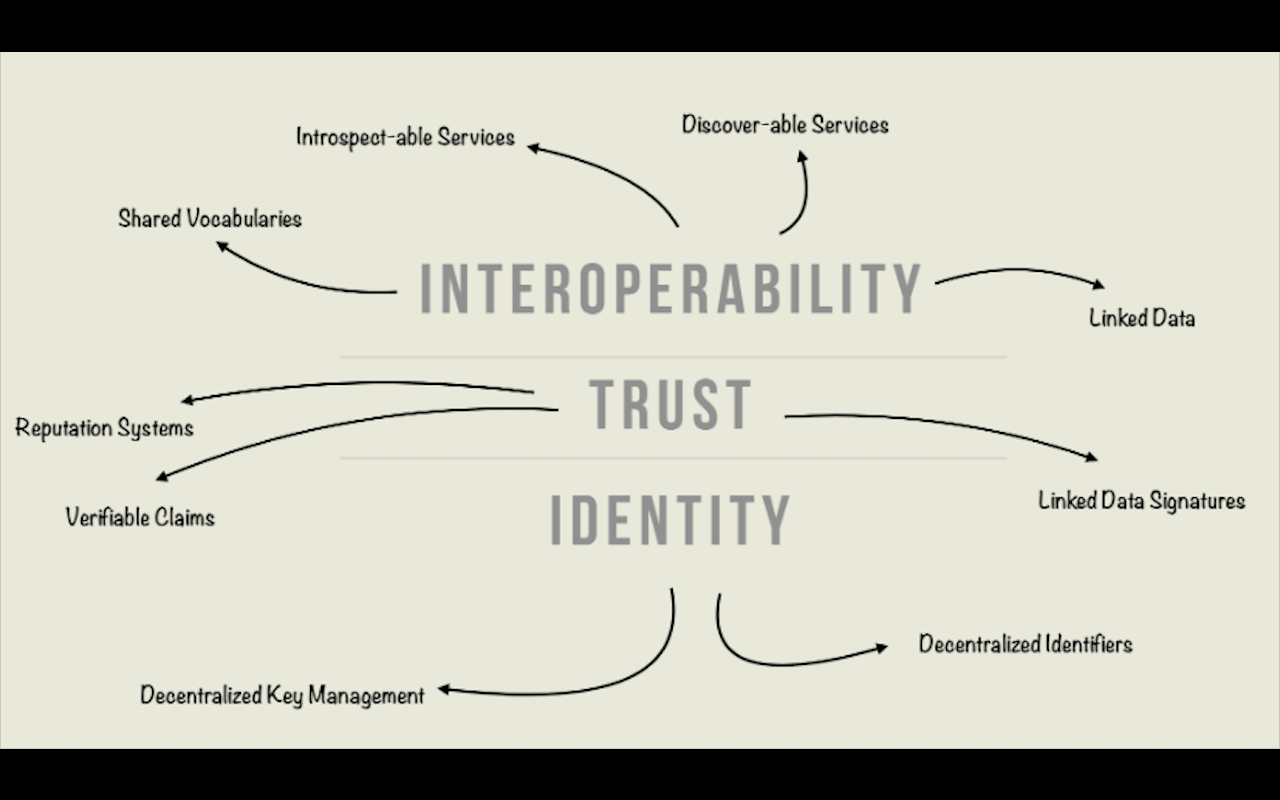 Discover-able Services
Introspect-able Services
Shared Vocabularies
INTEROPERABILITY
Linked Data
TRUST
Reputation Systems
Linked Data Signatures
Verifiable Claims
IDENTITY
Decentralized Identifiers
Decentralized Key Management